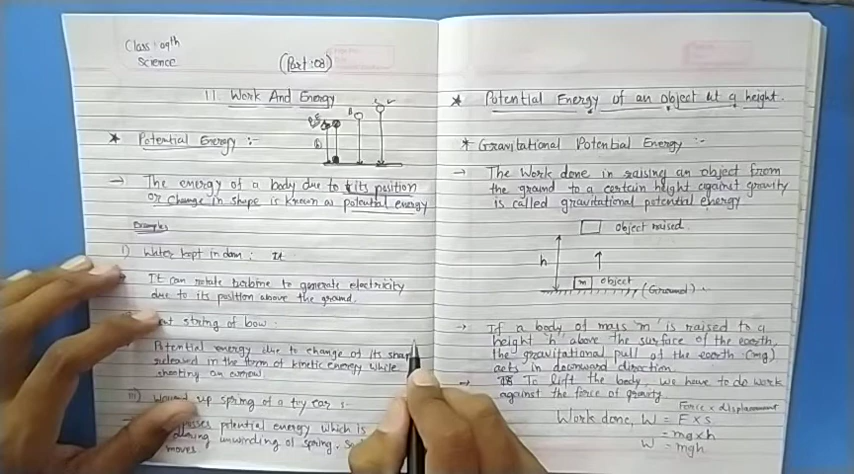 Class: 09th
Science
(Part: 03)
11. Work And Energy
* Potential Energy :-
→ The energy of a body due to its position
or change in shape is known as potential energy
Examples
i) Water kept in dam : It
It can rotate turbine to generate electricity
due to its position above the ground.
string of bow :
Potential energy due to change of its
released in the form of kinetic energy while
shooting an arrow
iii) Wound up spring of a toy car :-
potential energy which is
during unwinding of spring.
moves
* Potential Energy of an object at a height.
* Gravitational Potential Energy :-
→ The Work done in raising an object from
the ground to a certain height against gravity
is called gravitational potential energy
object raised.
h
m object
(Ground)
→ If a body of mass 'm' is raised to a
height 'h' above the surface of the earth,
the gravitational pull of the earth (mg)
acts in downward direction.
→ To lift the body, we have to do work
against the force of gravity.
Force x displacement
Work done, W = F x s
= mg x h
W = mgh